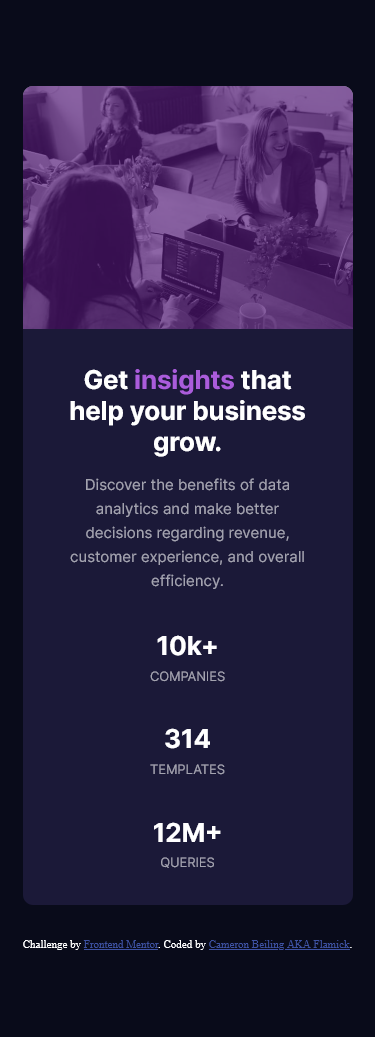 Get insights that
help your business
grow.
Discover the benefits of data
analytics and make better
decisions regarding revenue,
customer experience, and overall
efficiency.
10k+
COMPANIES
314
TEMPLATES
12M+
QUERIES
Challenge by Frontend Mentor. Coded by Cameron Beiling AKA Flamick.